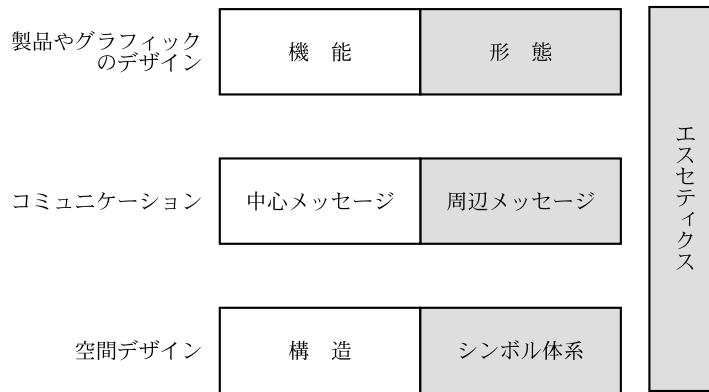 製品やグラフィック
のデザイン
機　能
形　態
コミュニケーション
中心メッセージ
周辺メッセージ
空間デザイン
構　造
シンボル体系
エスセティクス